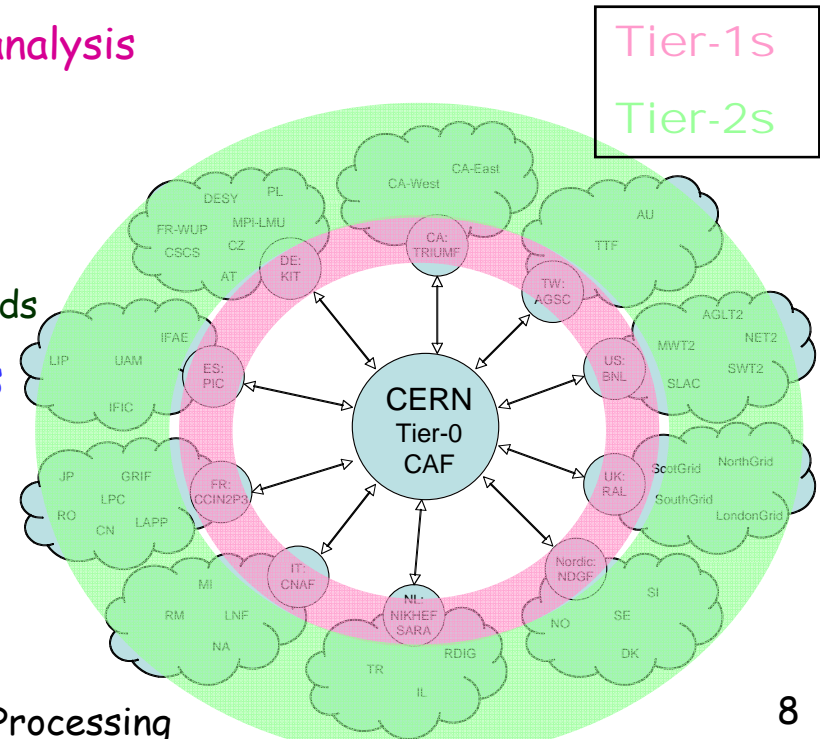 analysis
Tier-1s
Tier-2s
ds
s
CA-West
CA-East
CA:
TRIUMF
DESY
PL
FR-WUP
MPI-LMU
CSCS
CZ
AT
DE:
KIT
AU
TTF
TW:
AGSC
AGLT2
MWT2
NET2
SWT2
SLAC
US:
BNL
LIP
UAM
IFAE
IFIC
ES:
PIC
CERN
Tier-0
CAF
JP
GRIF
LPC
RO
CN
LAPP
FR:
CCIN2P3
UK:
RAL
ScotGrid
NorthGrid
SouthGrid
LondonGrid
IT:
CNAF
MI
RM
LNF
NA
NL:
NIKHEF
SARA
TR
RDIG
IL
Nordic:
NDGF
SI
NO
SE
DK
Processing
8